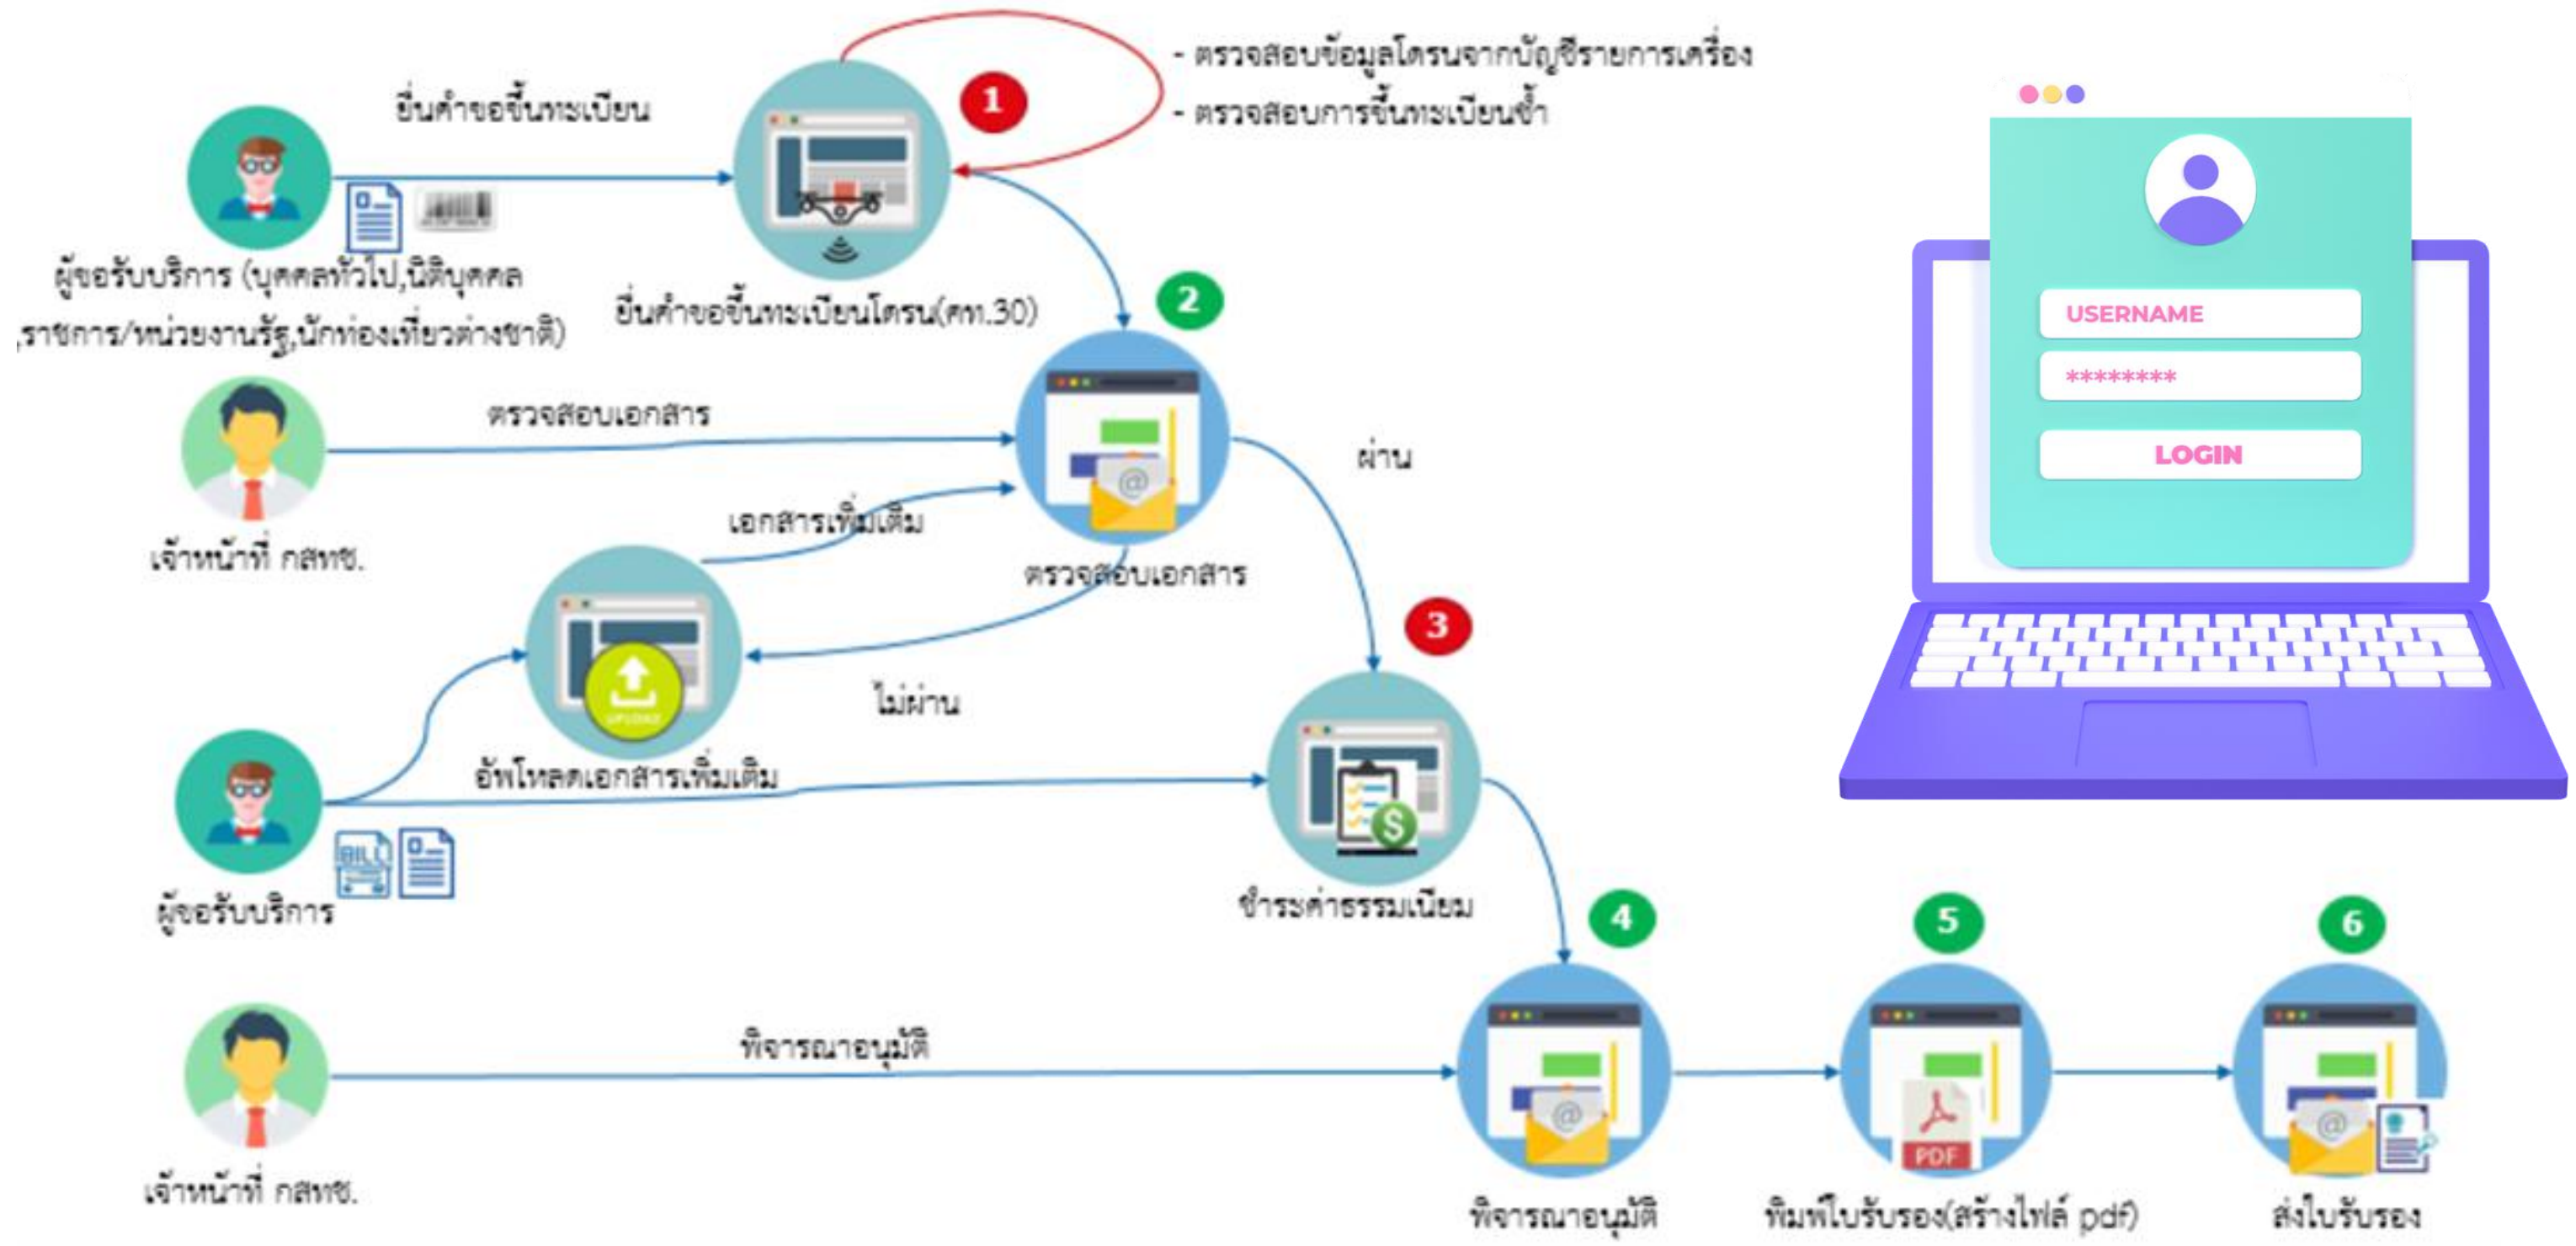 - ตรวจสอบข้อมูลโดรนจากบัญชีรายการเครื่อง
- ตรวจสอบการขึ้นทะเบียนซ้ำ
1
ยื่นคำขอขึ้นทะเบียน
ผู้ขอรับบริการ (บุคคลทั่วไป,นิติบุคคล
,ราชการ/หน่วยงานรัฐ,นักท่องเที่ยวต่างชาติ)
ยื่นคำขอขึ้นทะเบียนโดรน(คท.30)
2
USERNAME
********
LOGIN
ตรวจสอบเอกสาร
ผ่าน
@
เจ้าหน้าที่ กสทช.
เอกสารเพิ่มเติม
ตรวจสอบเอกสาร
3
ไม่ผ่าน
UPLOAD
อัพโหลดเอกสารเพิ่มเติม
$
BILL
ผู้ขอรับบริการ
ชำระค่าธรรมเนียม
4
5
6
พิจารณาอนุมัติ
@
PDF
@
เจ้าหน้าที่ กสทช.
พิจารณาอนุมัติ
พิมพ์ใบรับรอง(สร้างไฟล์ pdf)
ส่งใบรับรอง